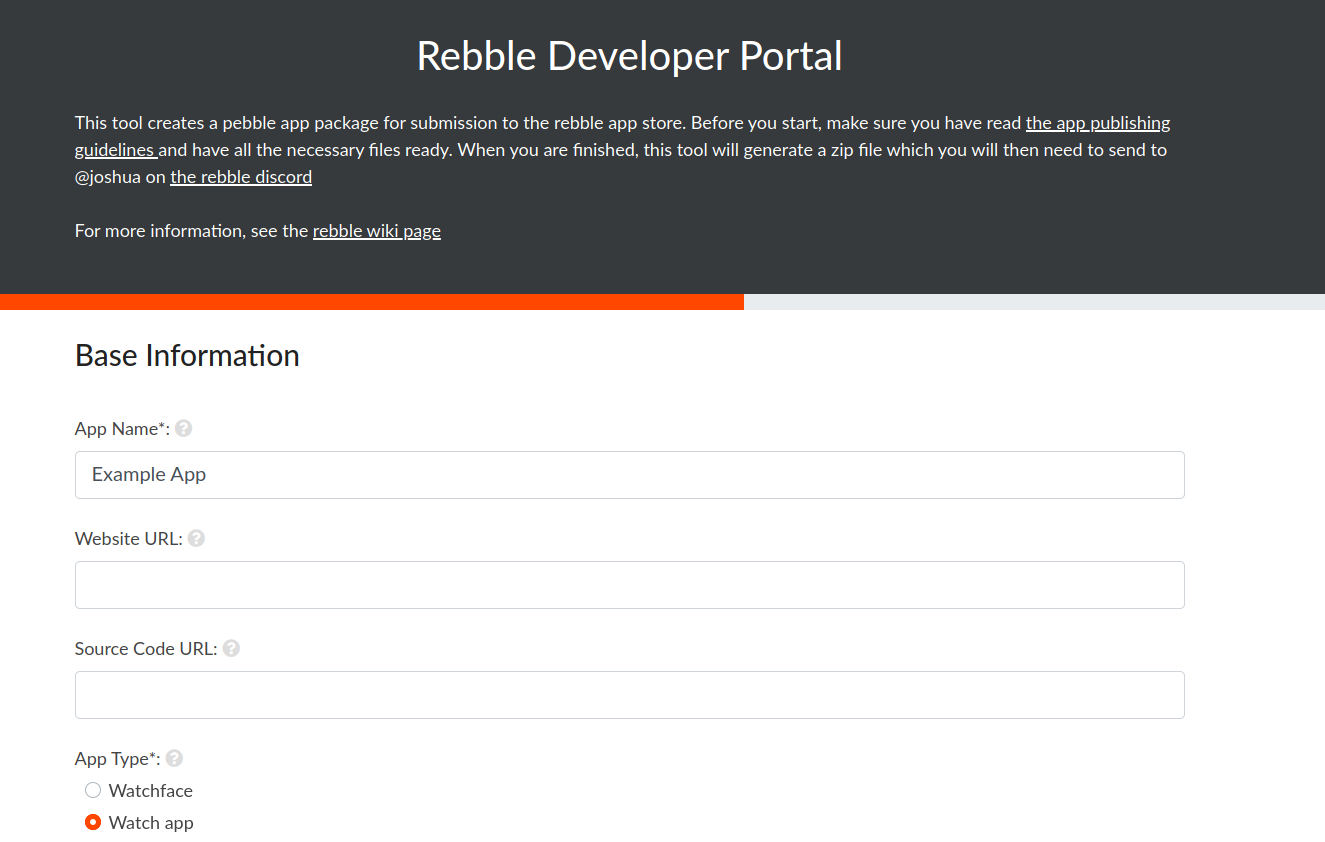 Rebble Developer Portal
This tool creates a pebble app package for submission to the rebble app store. Before you start, make sure you have read the app publishing
guidelines and have all the necessary files ready. When you are finished, this tool will generate a zip file which you will then need to send to
@joshua on the rebble discord
For more information, see the rebble wiki page
Base Information
App Name*: ?
Example App
Website URL: ?
Source Code URL: ?
App Type*: ?
Watchface
Watch app